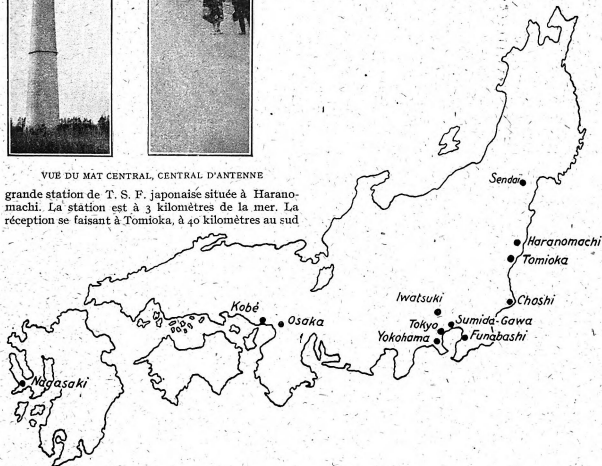 VUE DU MAT CENTRAL, CENTRAL D'ANTENNE
grande station de T. S. F. japonaise située à Harano-
machi. La station est à 3 kilomètres de la mer. La
réception se faisant à Tomioka, à 40 kilomètres au sud
Sendai
Haranomachi
Tomioka
Choshi
Iwatsuki
Tokyo
Sumida-Gawa
Yokohama
Funabashi
Kobé
Osaka
Nagasaki